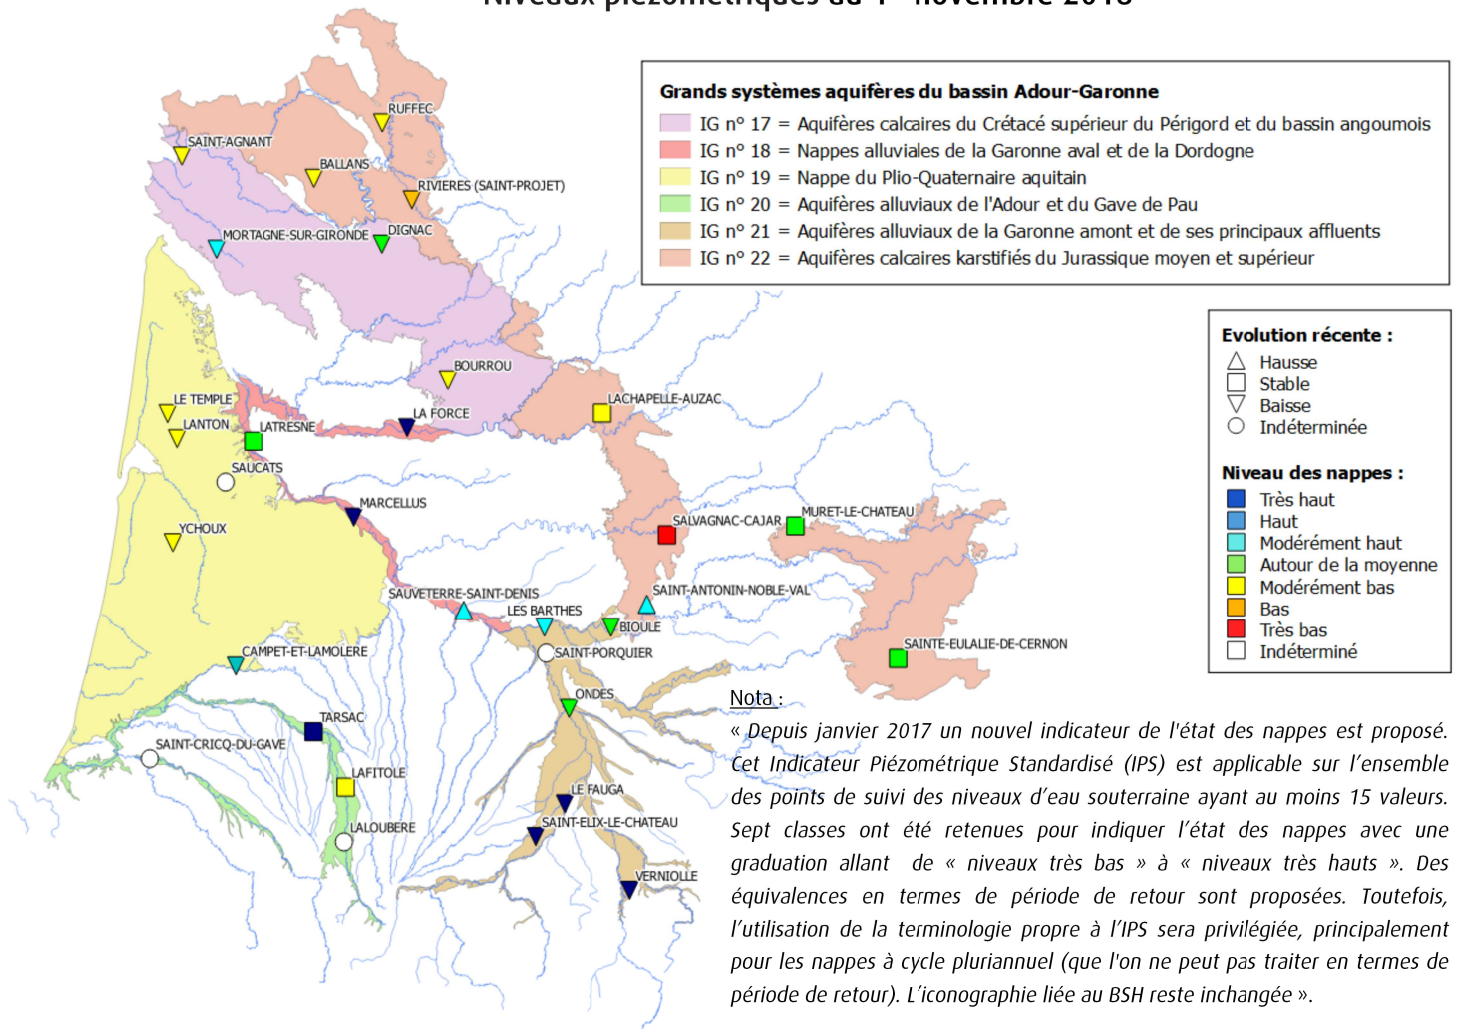 Niveaux piézométriques au 1er novembre 2018
Grands systèmes aquifères du bassin Adour-Garonne
IG n° 17 = Aquifères calcaires du Crétacé supérieur du Périgord et du bassin angoumois
IG n° 18 = Nappes alluviales de la Garonne aval et de la Dordogne
IG n° 19 = Nappe du Plio-Quaternaire aquitain
IG n° 20 = Aquifères alluviaux de l'Adour et du Gave de Pau
IG n° 21 = Aquifères alluviaux de la Garonne amont et de ses principaux affluents
IG n° 22 = Aquifères calcaires karstifiés du Jurassique moyen et supérieur
RUFFEC
SAINT-AGNANT
BALLANS
RIVIERES (SAINT-PROJET)
MORTAGNE-SUR-GIRONDE
DIGNAC
BOURROU
LE TEMPLE
LACHAPELLE-AUZAC
LA FORCE
LANTON
LATRESNE
SAUCATS
MARCELLUS
MURET-LE-CHATEAU
SALVAGNAC-CAJAR
YCHOUX
SAUVETERRE-SAINT-DENIS
SAINT-ANTONIN-NOBLE-VAL
LES BARTHES
BIOULE
SAINTE-EULALIE-DE-CERNON
CAMPET-ET-LAMOLERE
SAINT-PORQUIER
ONDES
TARSAC
SAINT-CRICQ-DU-GAVE
LAFITOLE
LE FAUGA
SAINT-ELIX-LE-CHATEAU
LALOUBERE
VERNIOLLE
Evolution récente :
Hausse
Stable
Baisse
Indéterminée
Niveau des nappes :
Très haut
Haut
Modérément haut
Autour de la moyenne
Modérément bas
Bas
Très bas
Indéterminé
Nota :
« Depuis janvier 2017 un nouvel indicateur de l'état des nappes est proposé.
Cet Indicateur Piézométrique Standardisé (IPS) est applicable sur l'ensemble
des points de suivi des niveaux d'eau souterraine ayant au moins 15 valeurs.
Sept classes ont été retenues pour indiquer l'état des nappes avec une
graduation allant de « niveaux très bas » à « niveaux très hauts ». Des
équivalences en termes de période de retour sont proposées. Toutefois,
l'utilisation de la terminologie propre à l'IPS sera privilégiée, principalement
pour les nappes à cycle pluriannuel (que l'on ne peut pas traiter en termes de
période de retour). L'iconographie liée au BSH reste inchangée ».